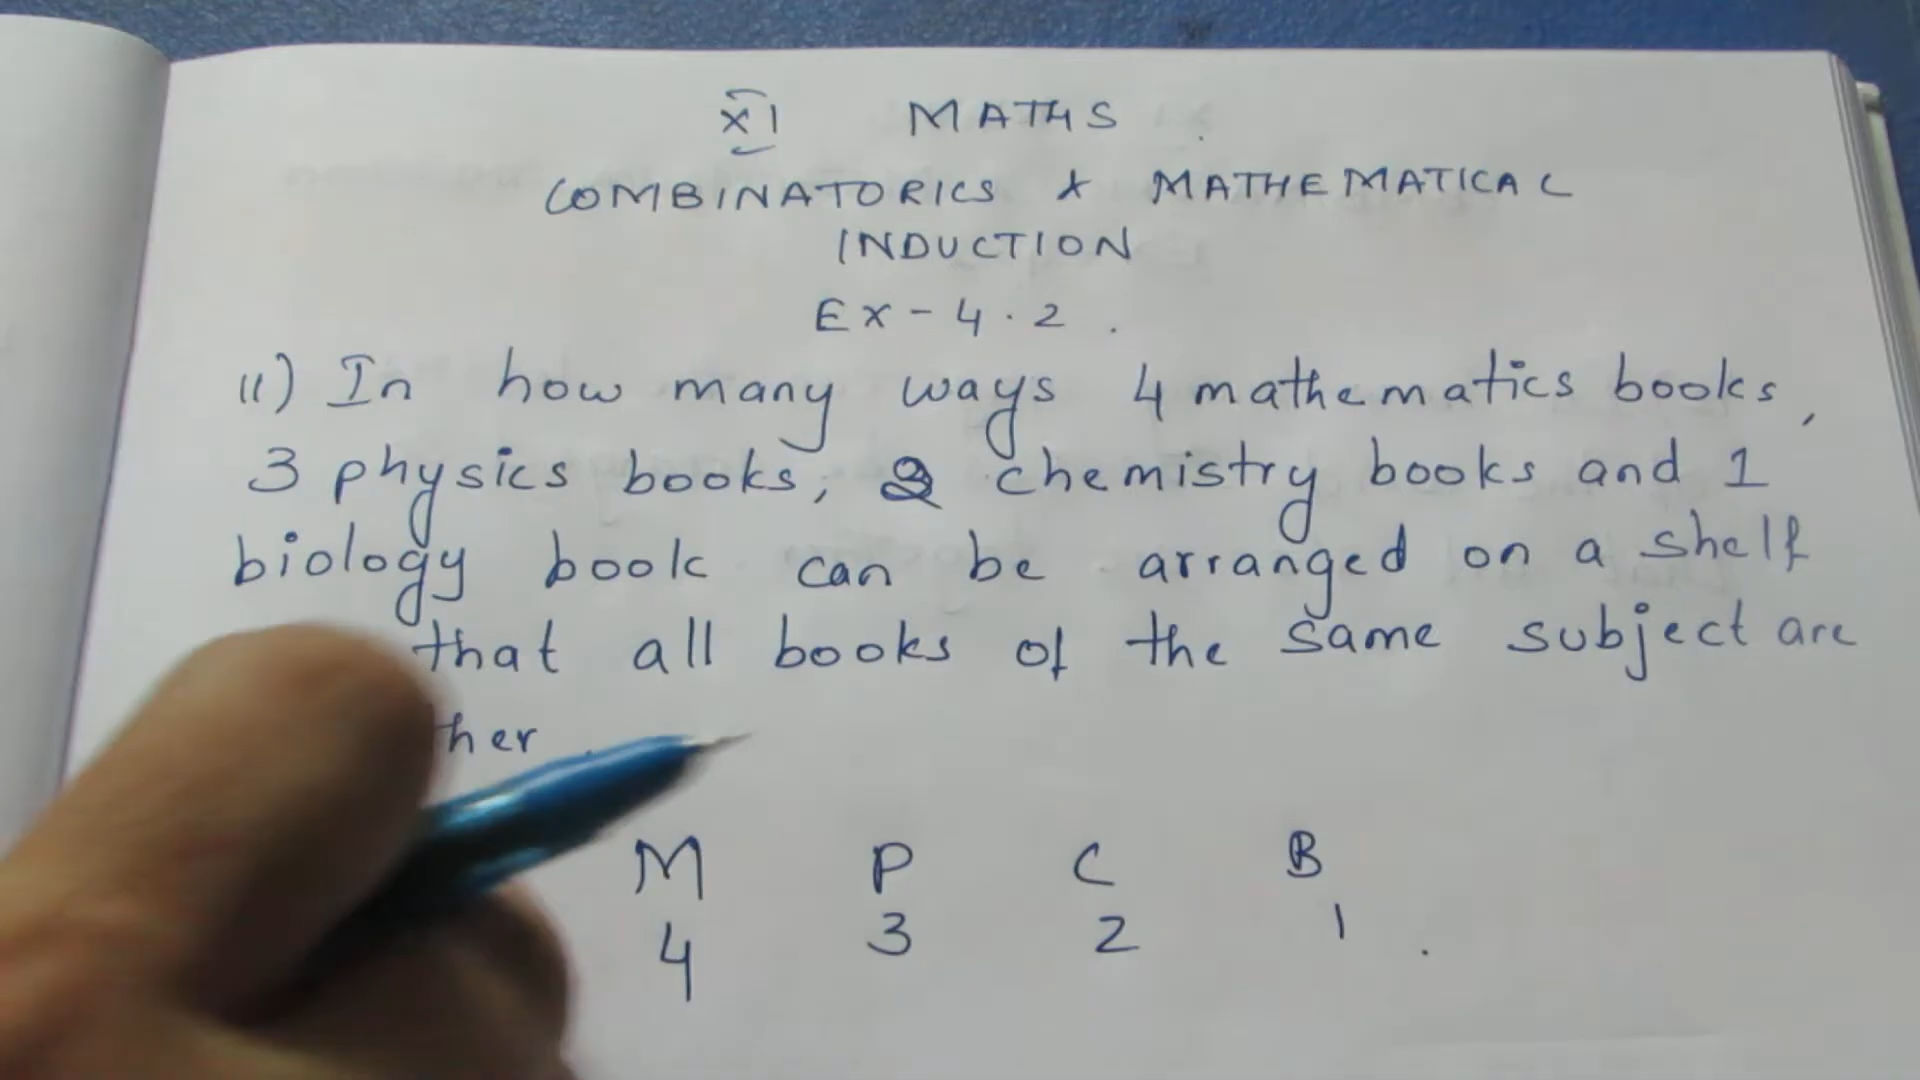 XI MATHS
COMBINATORICS & MATHEMATICAL
INDUCTION
Ex - 4.2.
11) In how many ways 4 mathematics books,
3 physics books, 2 chemistry books and 1
biology book can be arranged on a shelf
that all books of the same subject are
ther
M P C B
4 3 2 1.